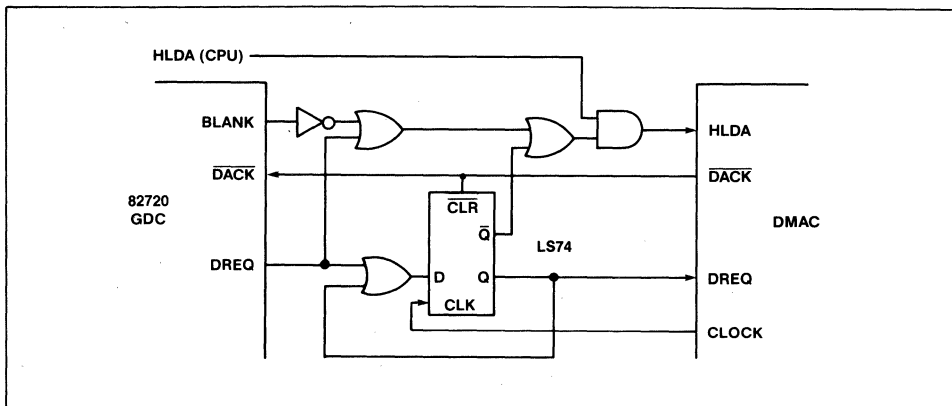 HLDA (CPU)
BLANK
HLDA
DACK
CLR
DACK
82720
GDC
Q
LS74
DMAC
DREQ
D
Q
DREQ
CLK
CLOCK